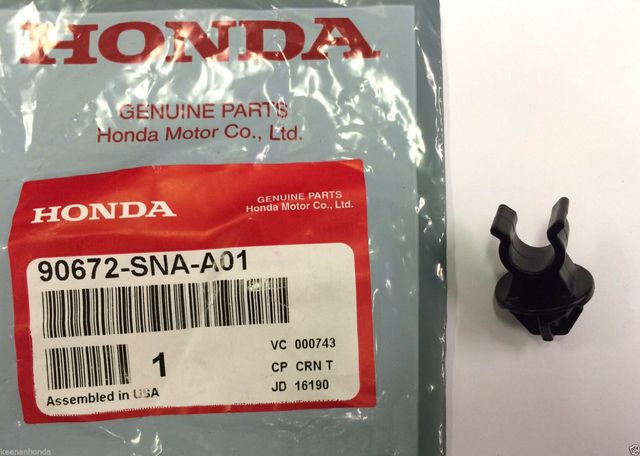 HONDA
GENUINE PARTS
Honda Motor Co., Ltd.
HONDA
GENUINE PARTS
Honda Motor Co., Ltd.
90672-SNA-A01
1
VC 000743
CP CRN T
JD 16190
Assembled in USA
keenanhonda